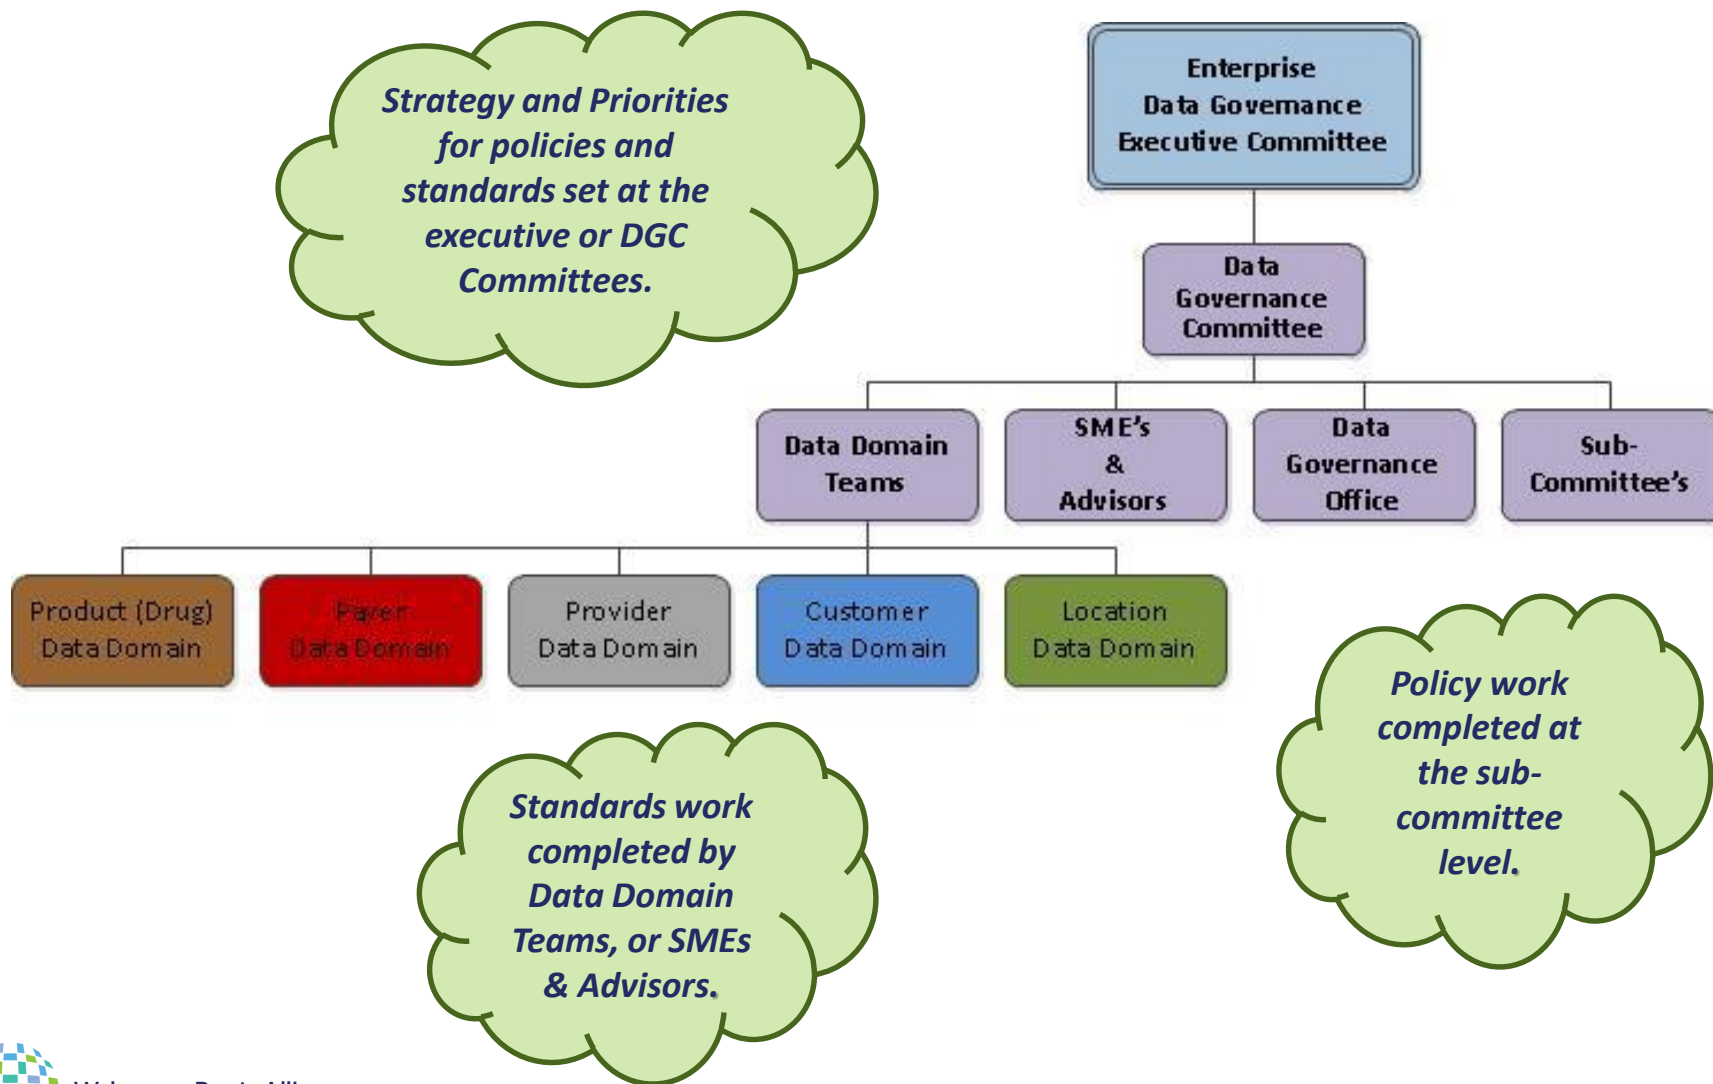 Strategy and Priorities
for policies and
standards set at the
executive or DGC
Committees.
Enterprise
Data Governance
Executive Committee
Data
Governance
Committee
Data Domain
Teams
SME's
&
Advisors
Data
Governance
Office
Sub-
Committee's
Product (Drug)
Data Domain
Payer
Data Domain
Provider
Data Domain
Customer
Data Domain
Location
Data Domain
Standards work
completed by
Data Domain
Teams, or SMEs
& Advisors.
Policy work
completed at
the sub-
committee
level.